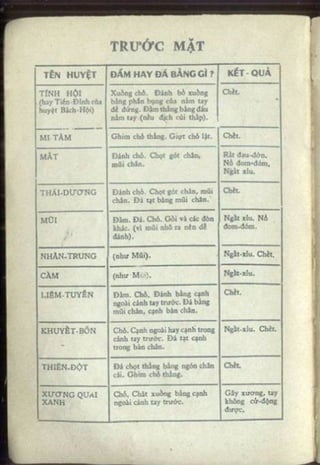 TRƯỚC MẶT
TÊN HUYỆT
ĐẤM HAY ĐÁ BẰNG GÌ ?
KẾT - QUẢ
TỈNH HỘI
(hay Tiền-Đỉnh của
huyệt Bách-Hội)
Xuống chỏ. Đánh bổ xuống
bằng phần bụng của nắm tay
để đứng. Đấm thẳng bằng đầu
nắm tay (nếu địch cúi thấp).
Chết.
MI-TÂM
Ghim chỏ thẳng. Giựt chỏ lật.
Chết.
MẮT
Đánh chỏ. Chọt gót chân,
mũi chân.
Rất đau-đớn.
Nổ đom-đóm.
Ngất xỉu.
THÁI-DƯƠNG
Đánh chỏ. Chọt gót chân, mũi
chân. Đá tạt bằng mũi chân.
Chết.
MŨI
Đấm. Đá. Chỏ. Gối và các đòn
khác. (vì mũi nhô ra nên dễ
đánh).
Ngất xỉu. Nổ
đom-đóm.
NHÂN-TRUNG
(như Mũi).
Ngất-xỉu. Chết.
CẰM
(như Mũi).
Ngất-xỉu.
LIÊM-TUYỀN
Đấm. Chỏ, Đánh bằng cạnh
ngoài cánh tay trước. Đá bằng
mũi chân, cạnh bàn chân.
Chết.
KHUYẾT-BỒN
Chỏ. Cạnh ngoài hay cạnh trong
cánh tay trước. Đá tạt cạnh
trong bàn chân.
Ngất-xỉu. Chết.
THIÊN-ĐỘT
Đá chọt thẳng bằng ngón chân
cái. Ghim chỏ thẳng.
Chết.
XƯƠNG QUAI
XANH
Chỏ, Chặt xuống bằng cạnh
ngoài cánh tay trước.
Gãy xương, tay
không cử-động
được.